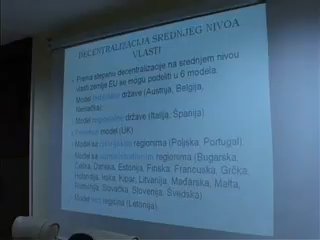 DECENTRALIZACIJA SREDNJEG NIVOA
VLASTI
Prema stepenu decentralizacije na srednjem nivou
vlasti zemlje EU se mogu podeliti u 6 modela.
Model države (Austrija, Belgija,
Nemačka)
Model države (Italija, Španija)
model (UK)
Model sa regionima (Poljska, Portugal)
Model sa regionima (Bugarska,
Češka, Danska, Estonija, Finska, Francuska, Grčka,
Holandija, Irska, Kipar, Litvanija, Mađarska, Malta,
Rumunija, Slovačka, Slovenija, Švedska)
Model regiona (Letonija)